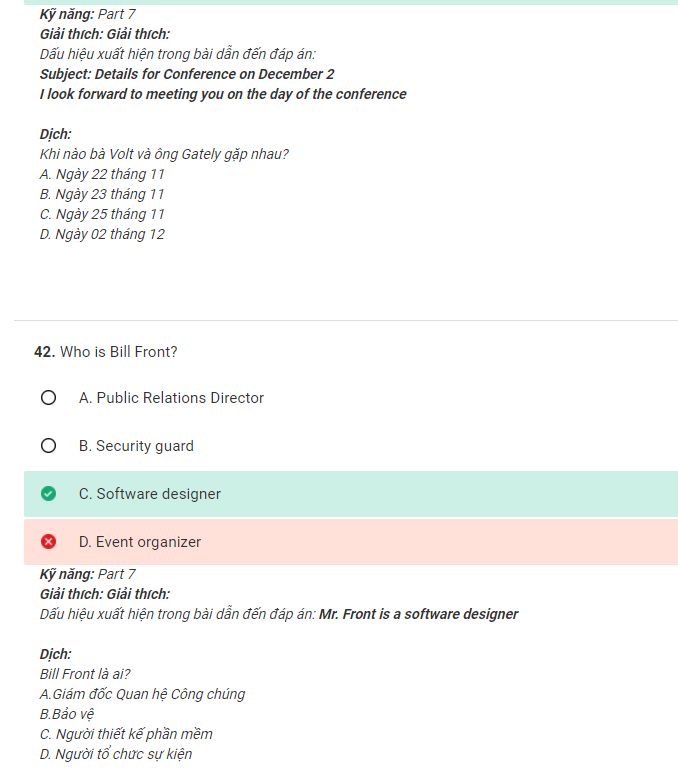 Kỹ năng: Part 7
Giải thích: Giải thích:
Dấu hiệu xuất hiện trong bài dẫn đến đáp án:
Subject: Details for Conference on December 2
I look forward to meeting you on the day of the conference
Dịch:
Khi nào bà Volt và ông Gately gặp nhau?
A. Ngày 22 tháng 11
B. Ngày 23 tháng 11
C. Ngày 25 tháng 11
D. Ngày 02 tháng 12
42. Who is Bill Front?
A. Public Relations Director
B. Security guard
C. Software designer
D. Event organizer
Kỹ năng: Part 7
Giải thích: Giải thích:
Dấu hiệu xuất hiện trong bài dẫn đến đáp án: Mr. Front is a software designer
Dịch:
Bill Front là ai?
A.Giám đốc Quan hệ Công chúng
B.Bảo vệ
C. Người thiết kế phần mềm
D. Người tổ chức sự kiện